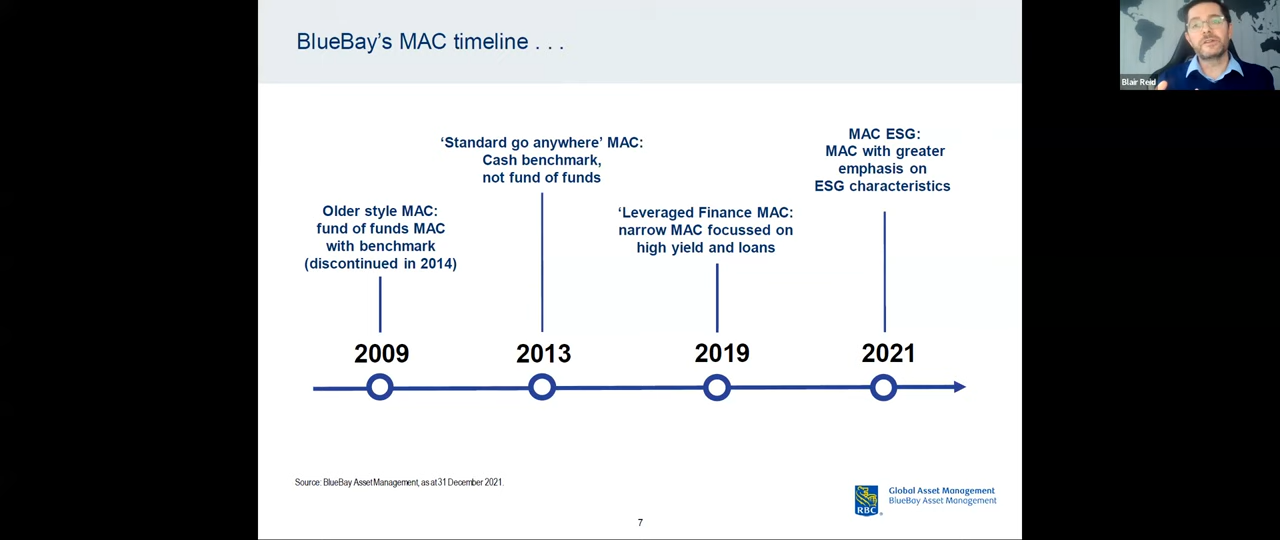 BlueBay’s MAC timeline . . .
Blair Reid
Older style MAC:
fund of funds MAC
with benchmark
(discontinued in 2014)
‘Standard go anywhere’ MAC:
Cash benchmark,
not fund of funds
‘Leveraged Finance MAC:
narrow MAC focussed on
high yield and loans
MAC ESG:
MAC with greater
emphasis on
ESG characteristics
2009
2013
2019
2021
Source: BlueBay Asset Management, as at 31 December 2021.
RBC
®
Global Asset Management
BlueBay Asset Management
7